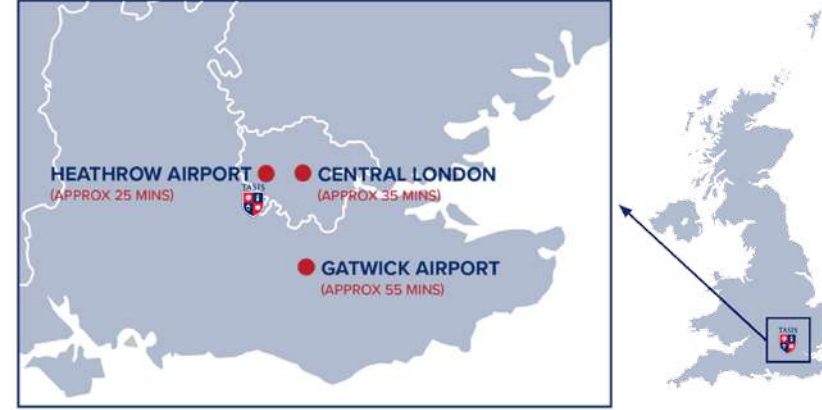 HEATHROW AIRPORT
(APPROX 25 MINS)
TASIS
CENTRAL LONDON
(APPROX 35 MINS)
GATWICK AIRPORT
(APPROX 55 MINS)
TASIS